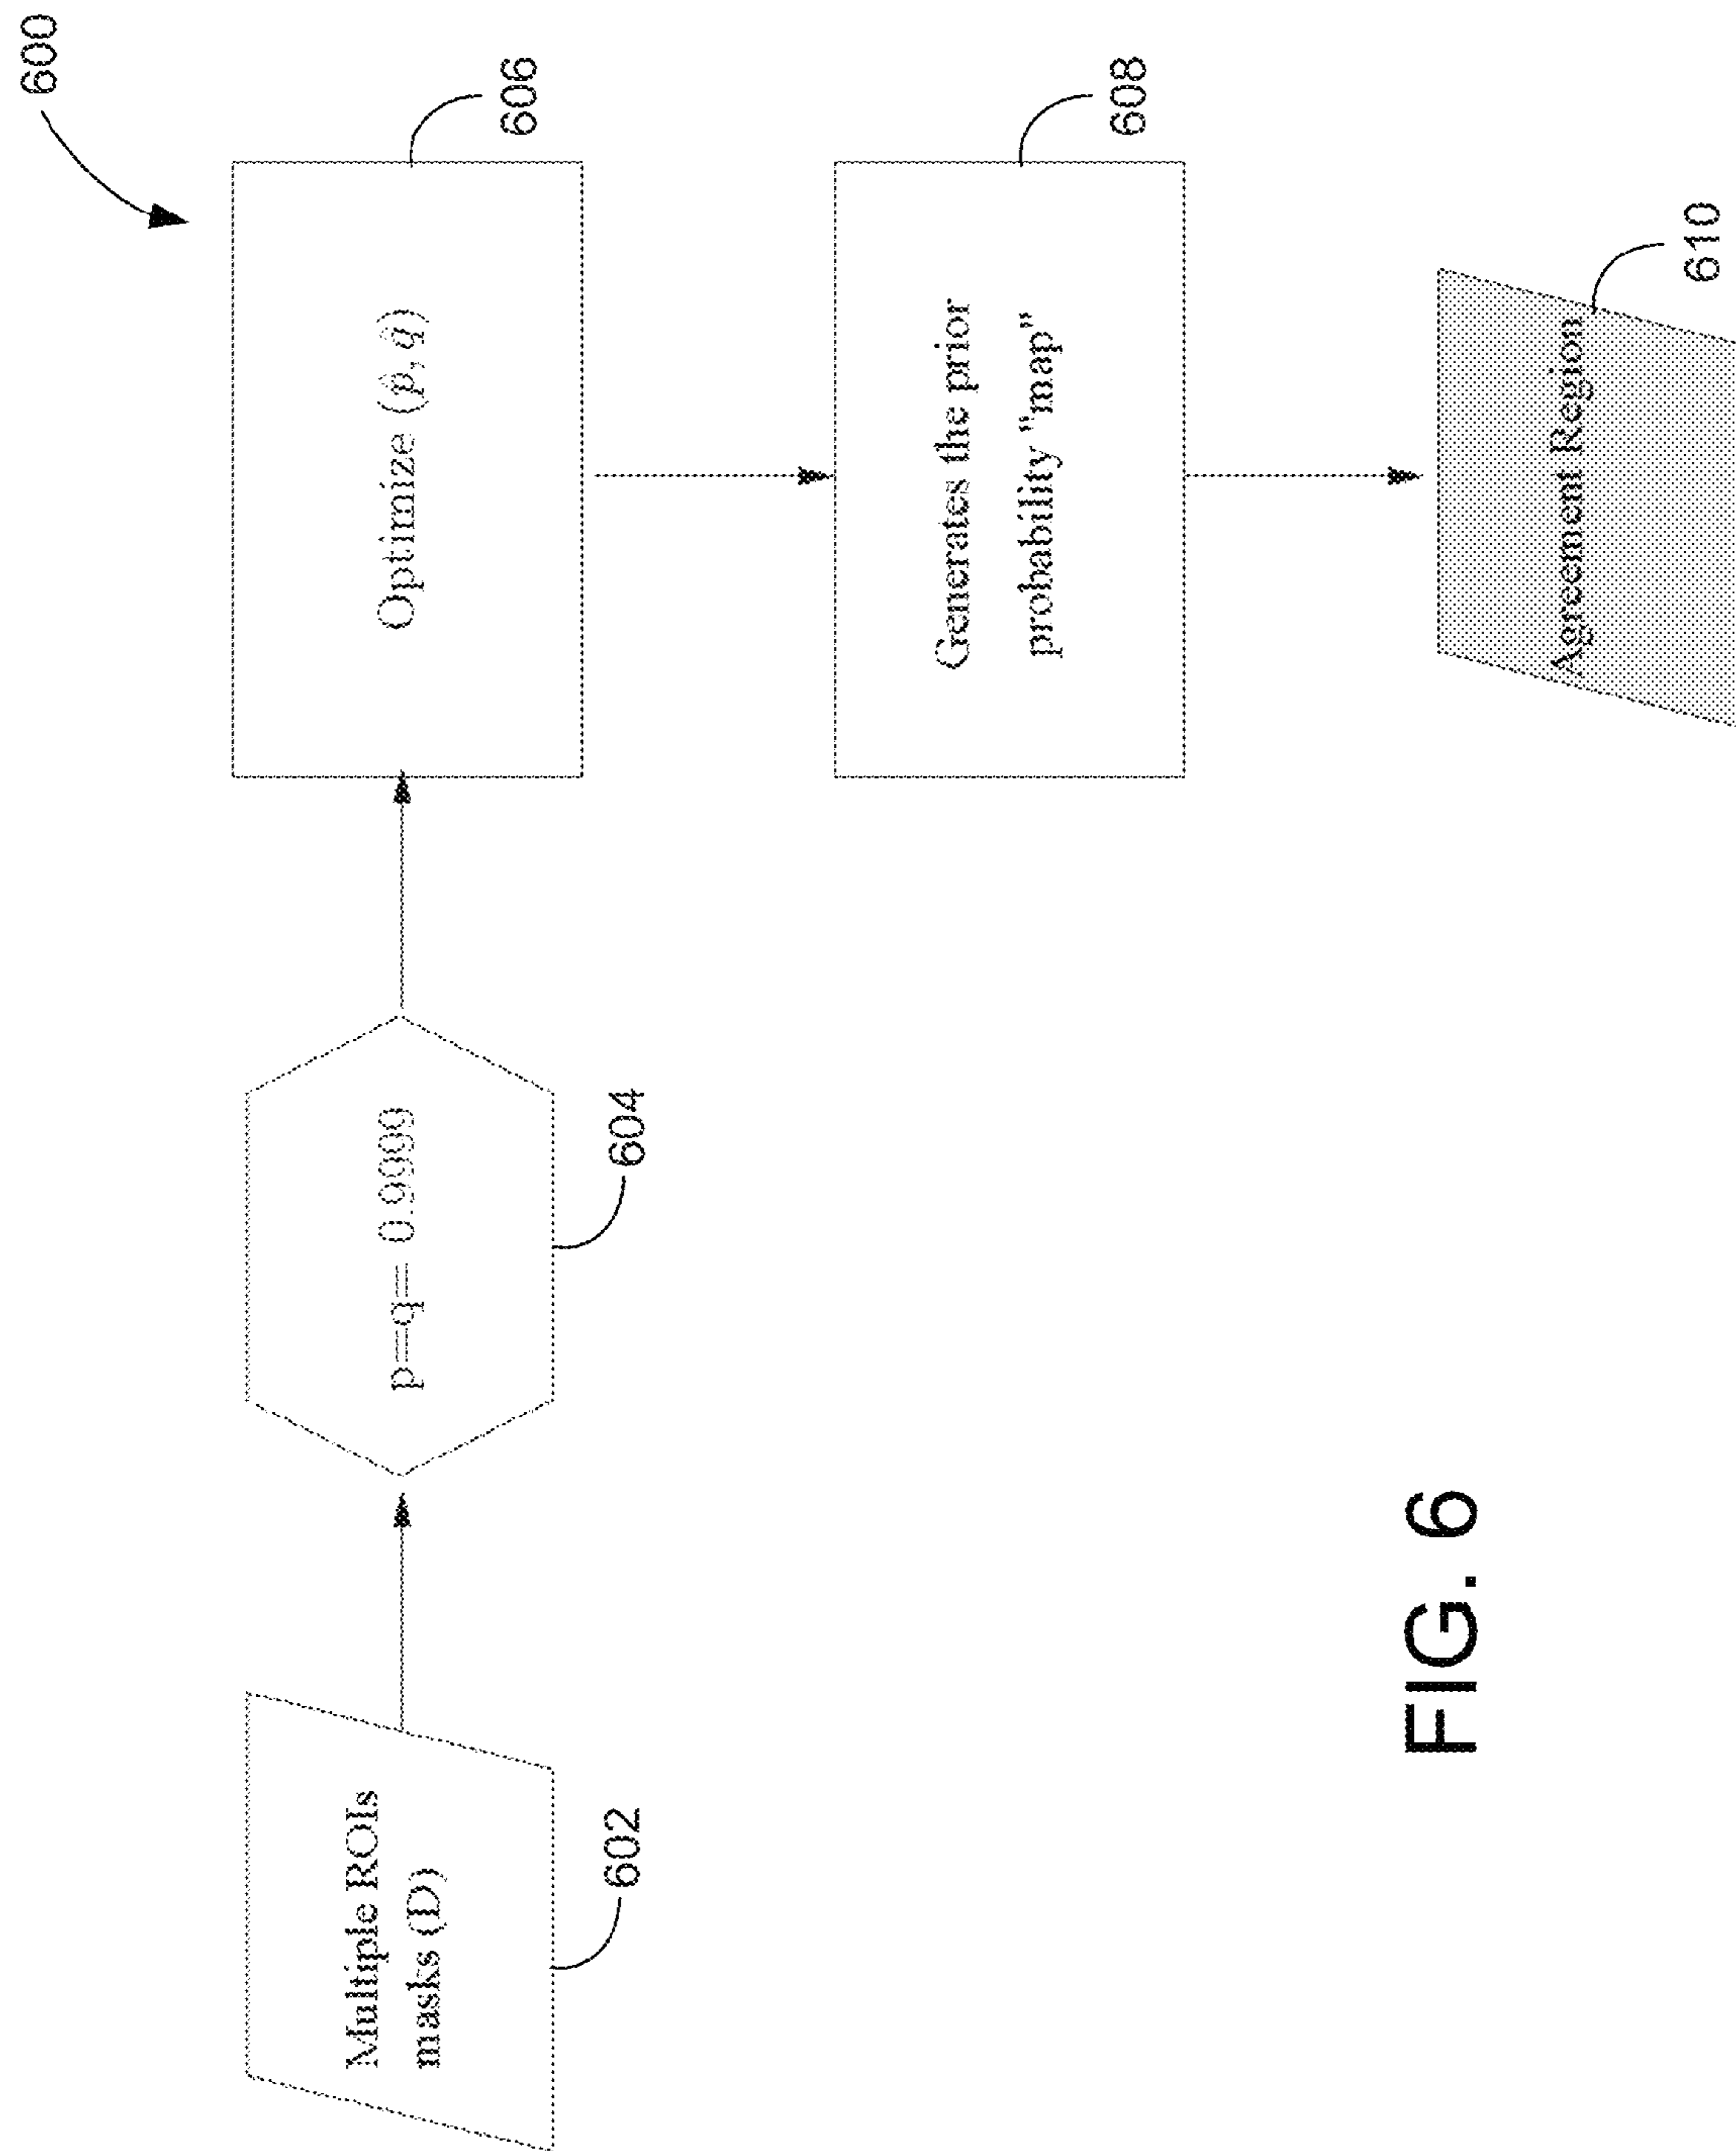 600
Multiple ROIs
masks (D)
602
p=q= 0.9999
604
Optimize (p̂, q̂)
606
Generates the prior
probability "map"
608
Agreement Region
610
FIG. 6